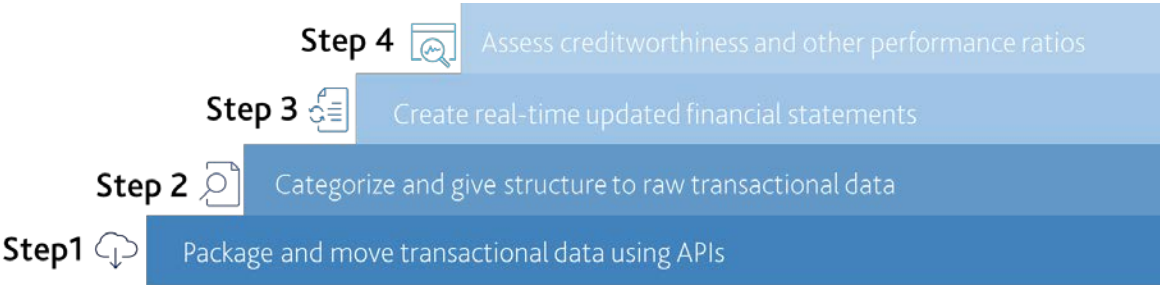 Step 4 Assess creditworthiness and other performance ratios
Step 3 Create real-time updated financial statements
Step 2 Categorize and give structure to raw transactional data
Step1 Package and move transactional data using APIs